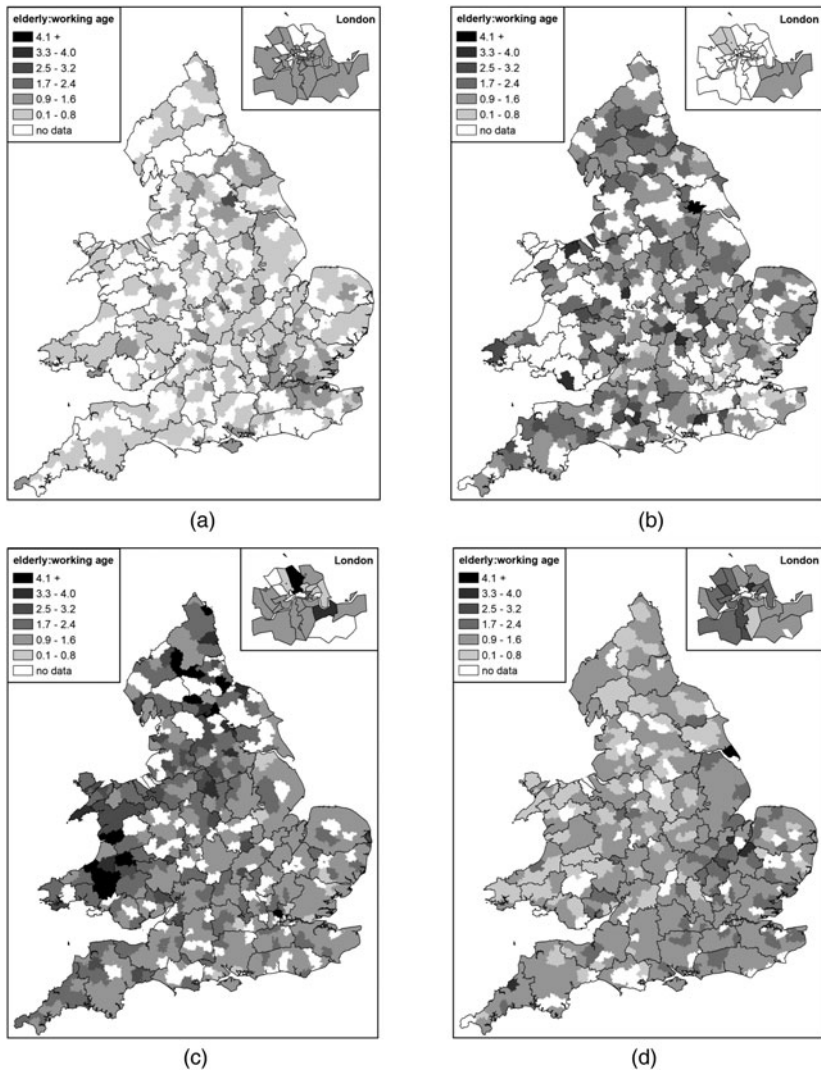 elderly:working age
4.1 +
3.3 - 4.0
2.5 - 3.2
1.7 - 2.4
0.9 - 1.6
0.1 - 0.8
no data
London
(a)
elderly:working age
4.1 +
3.3 - 4.0
2.5 - 3.2
1.7 - 2.4
0.9 - 1.6
0.1 - 0.8
no data
London
(b)
elderly:working age
4.1 +
3.3 - 4.0
2.5 - 3.2
1.7 - 2.4
0.9 - 1.6
0.1 - 0.8
no data
London
(c)
elderly:working age
4.1 +
3.3 - 4.0
2.5 - 3.2
1.7 - 2.4
0.9 - 1.6
0.1 - 0.8
no data
London
(d)